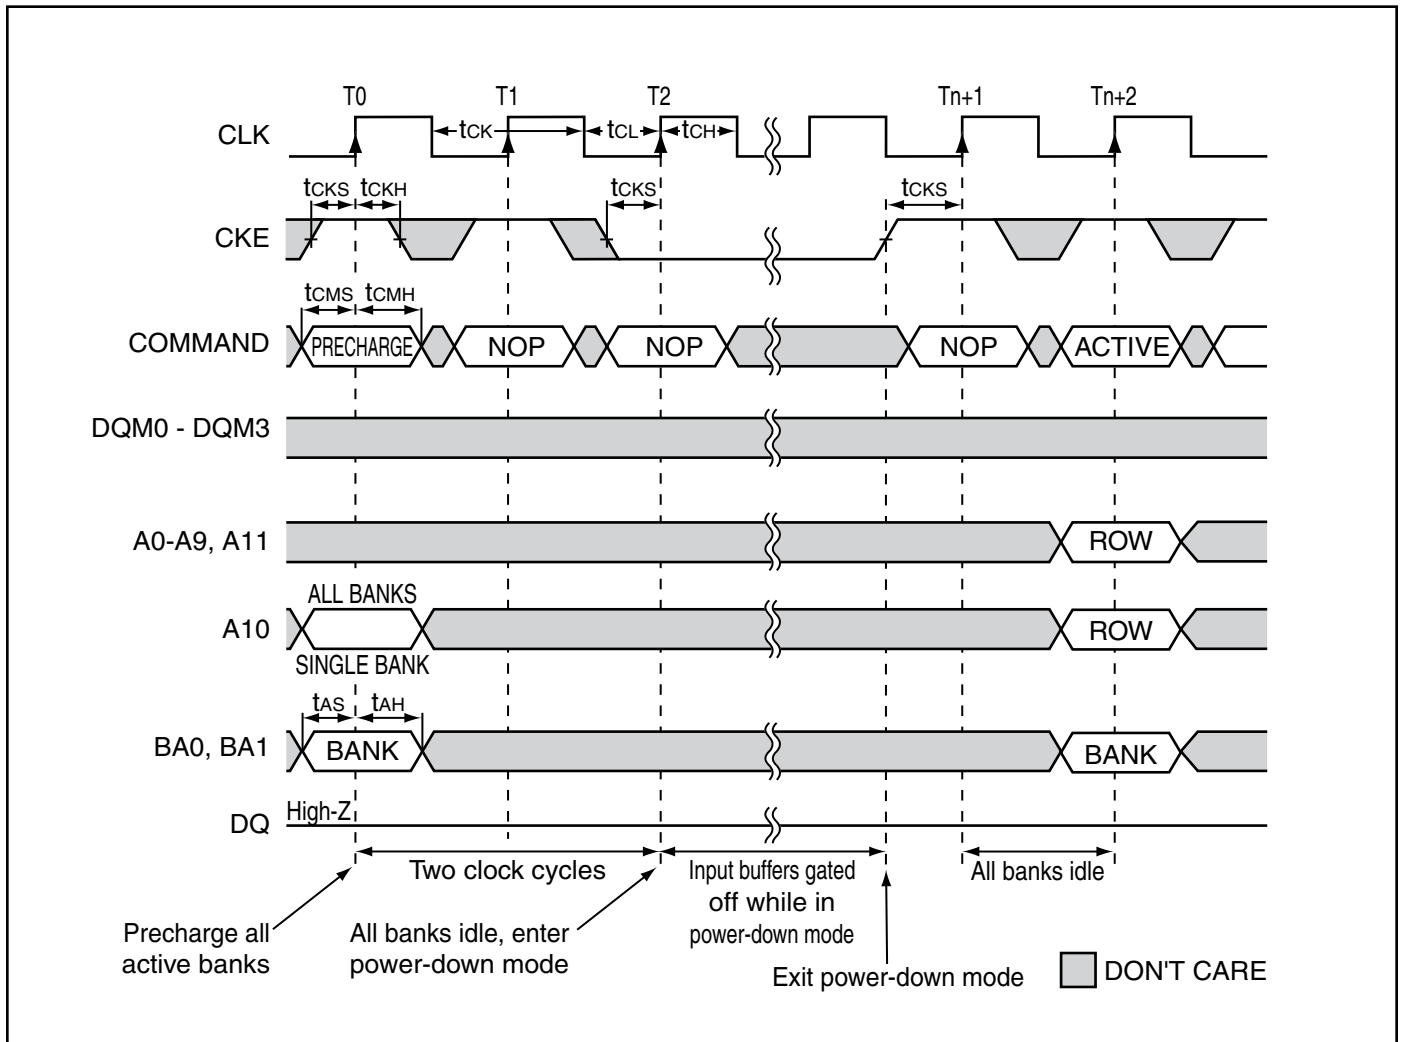 T0 T1 T2 Tn+1 Tn+2
CLK tCK tCL tCH
tCKS tCKH tCKS tCKS
CKE
tCMS tCMH
COMMAND PRECHARGE NOP NOP NOP ACTIVE
DQM0 - DQM3
A0-A9, A11 ROW
ALL BANKS
A10 ROW
SINGLE BANK
tAS tAH
BA0, BA1 BANK BANK
High-Z
DQ
Two clock cycles
Input buffers gated
off while in
power-down mode
All banks idle
Precharge all
active banks
All banks idle, enter
power-down mode
Exit power-down mode
DON'T CARE